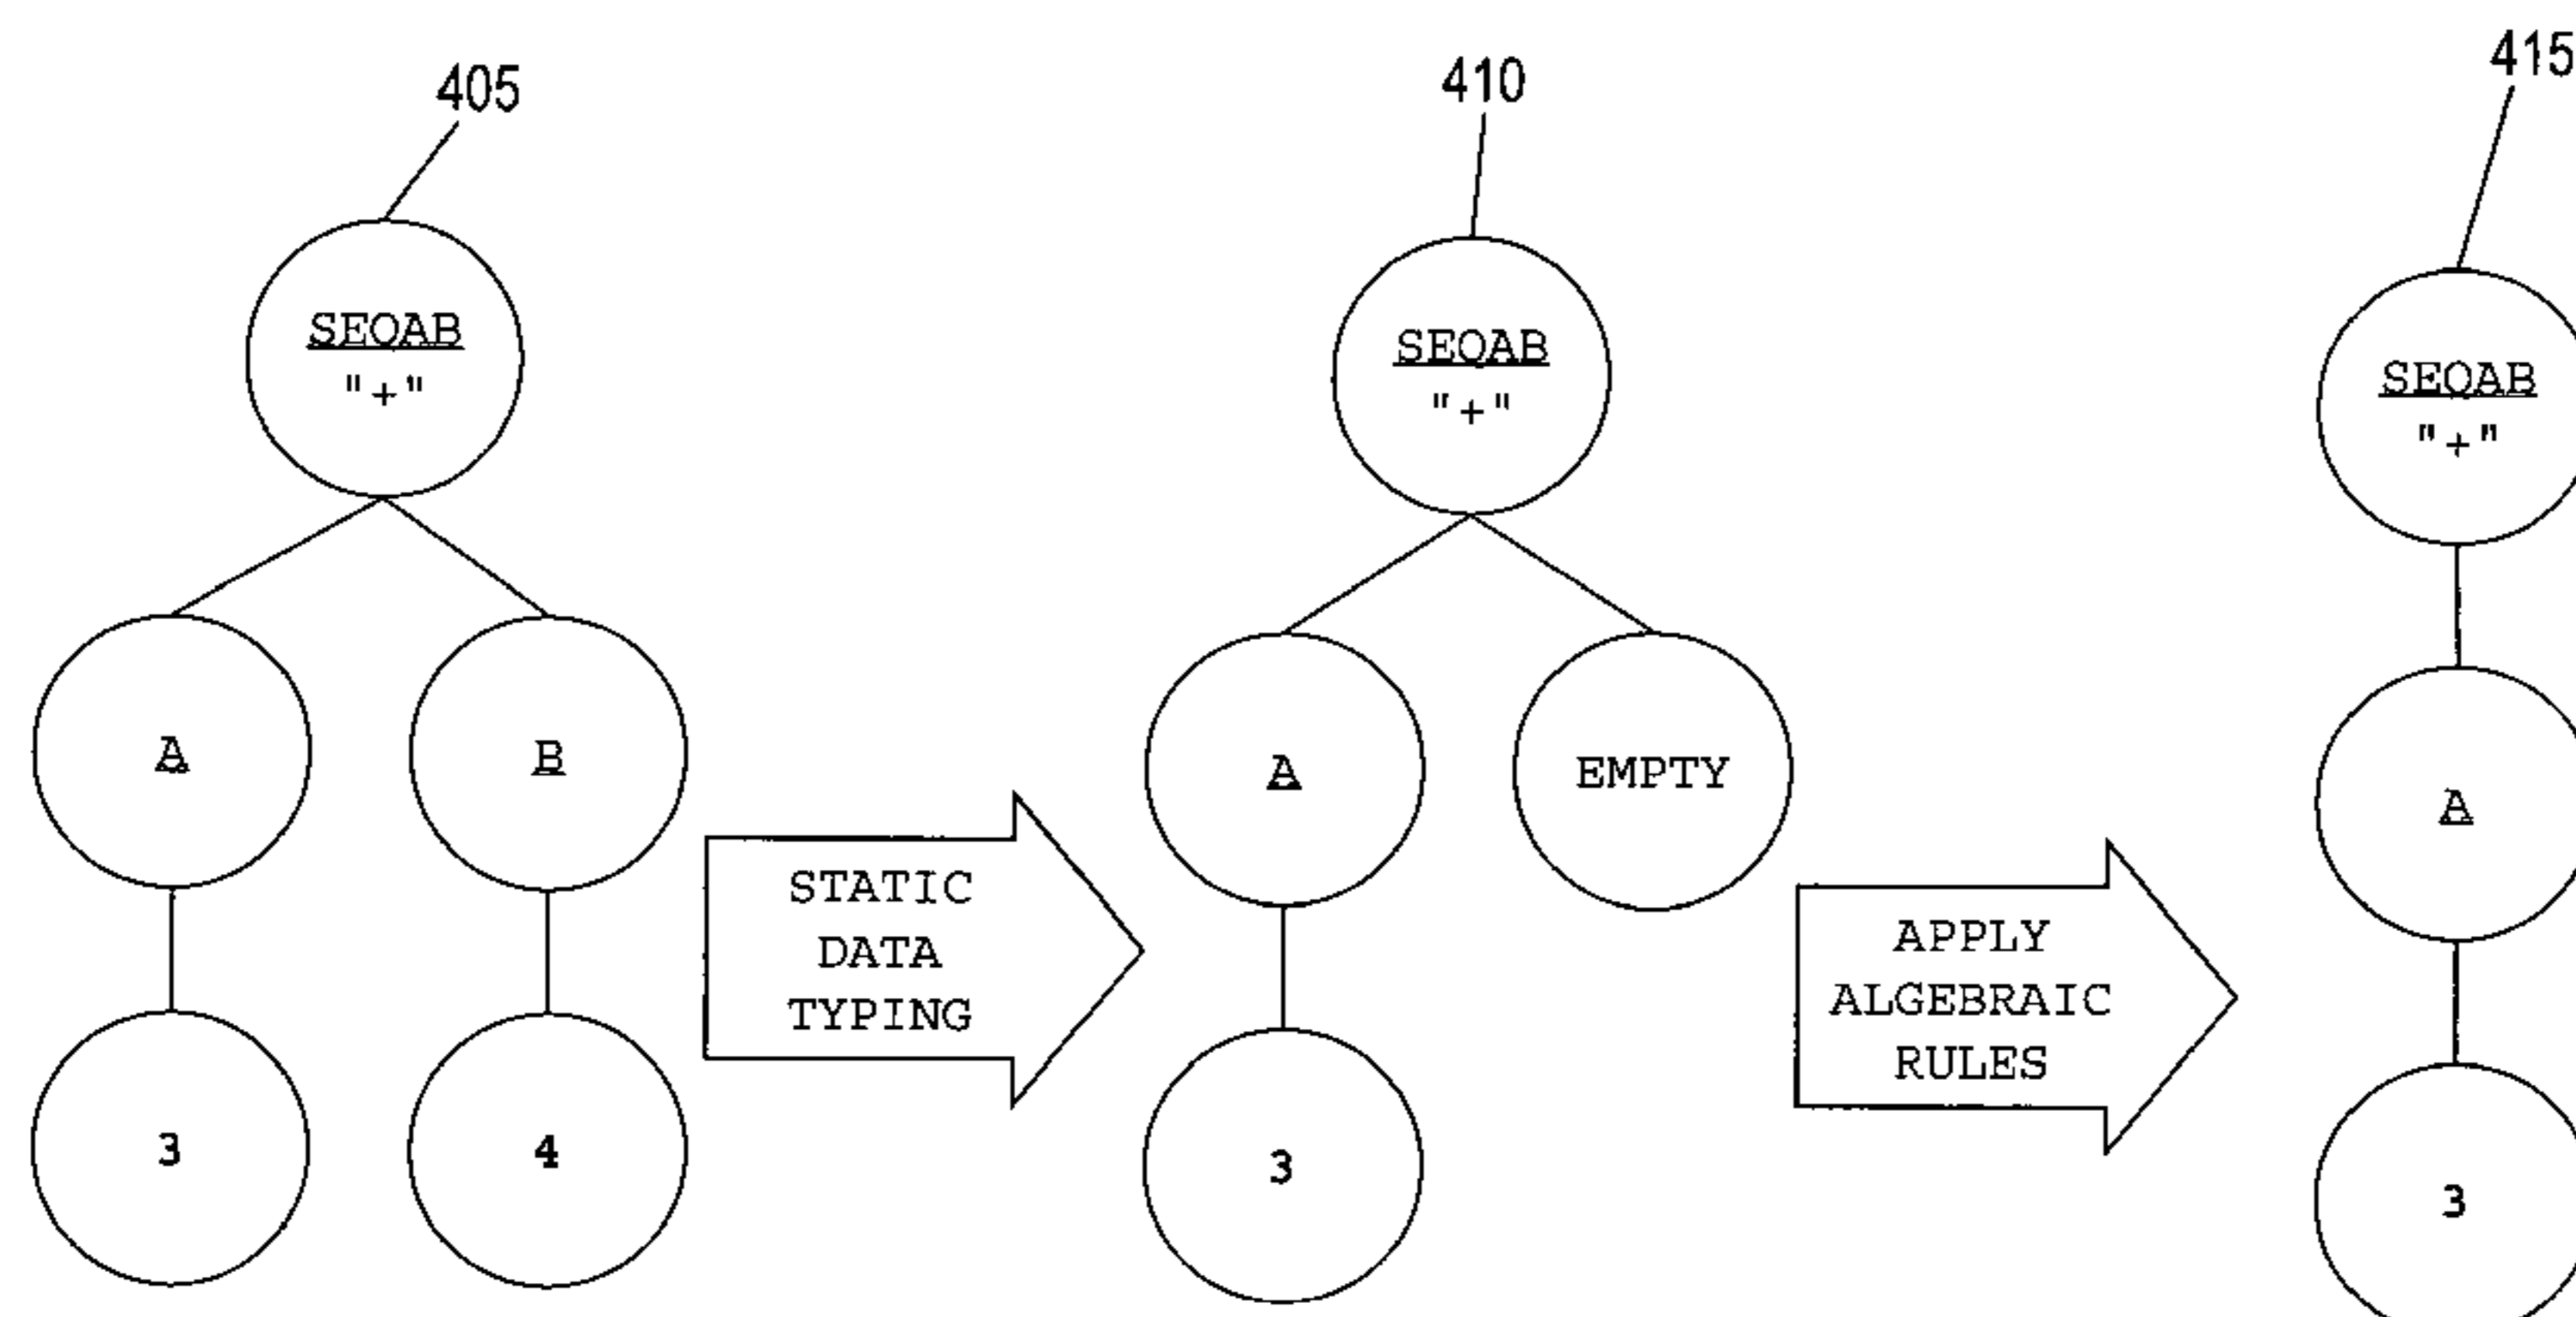 405
410
415
SEQAB
"+"
SEQAB
"+"
SEQAB
"+"
A
B
A
EMPTY
A
STATIC
DATA
TYPING
APPLY
ALGEBRAIC
RULES
3
4
3
3